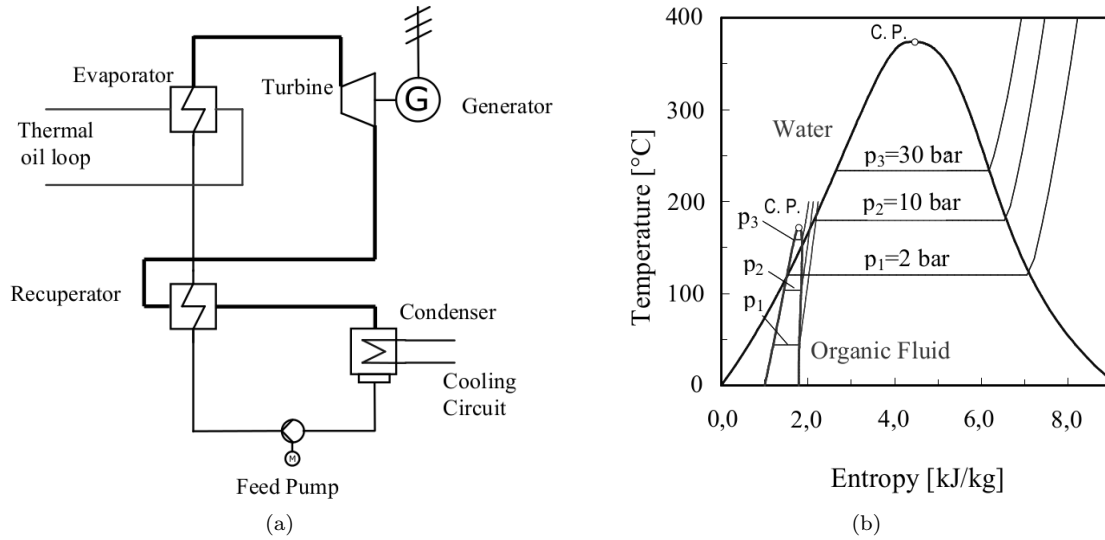 Evaporator
Turbine
G
Generator
Thermal
oil loop
Recuperator
Condenser
Cooling
Circuit
M
Feed Pump
(a)
400
300
200
100
0
Temperature [°C]
C. P.
Water
p₃=30 bar
p₂=10 bar
p₁=2 bar
C. P.
p₃
p₂
p₁
Organic Fluid
0,0 2,0 4,0 6,0 8,0
Entropy [kJ/kg]
(b)